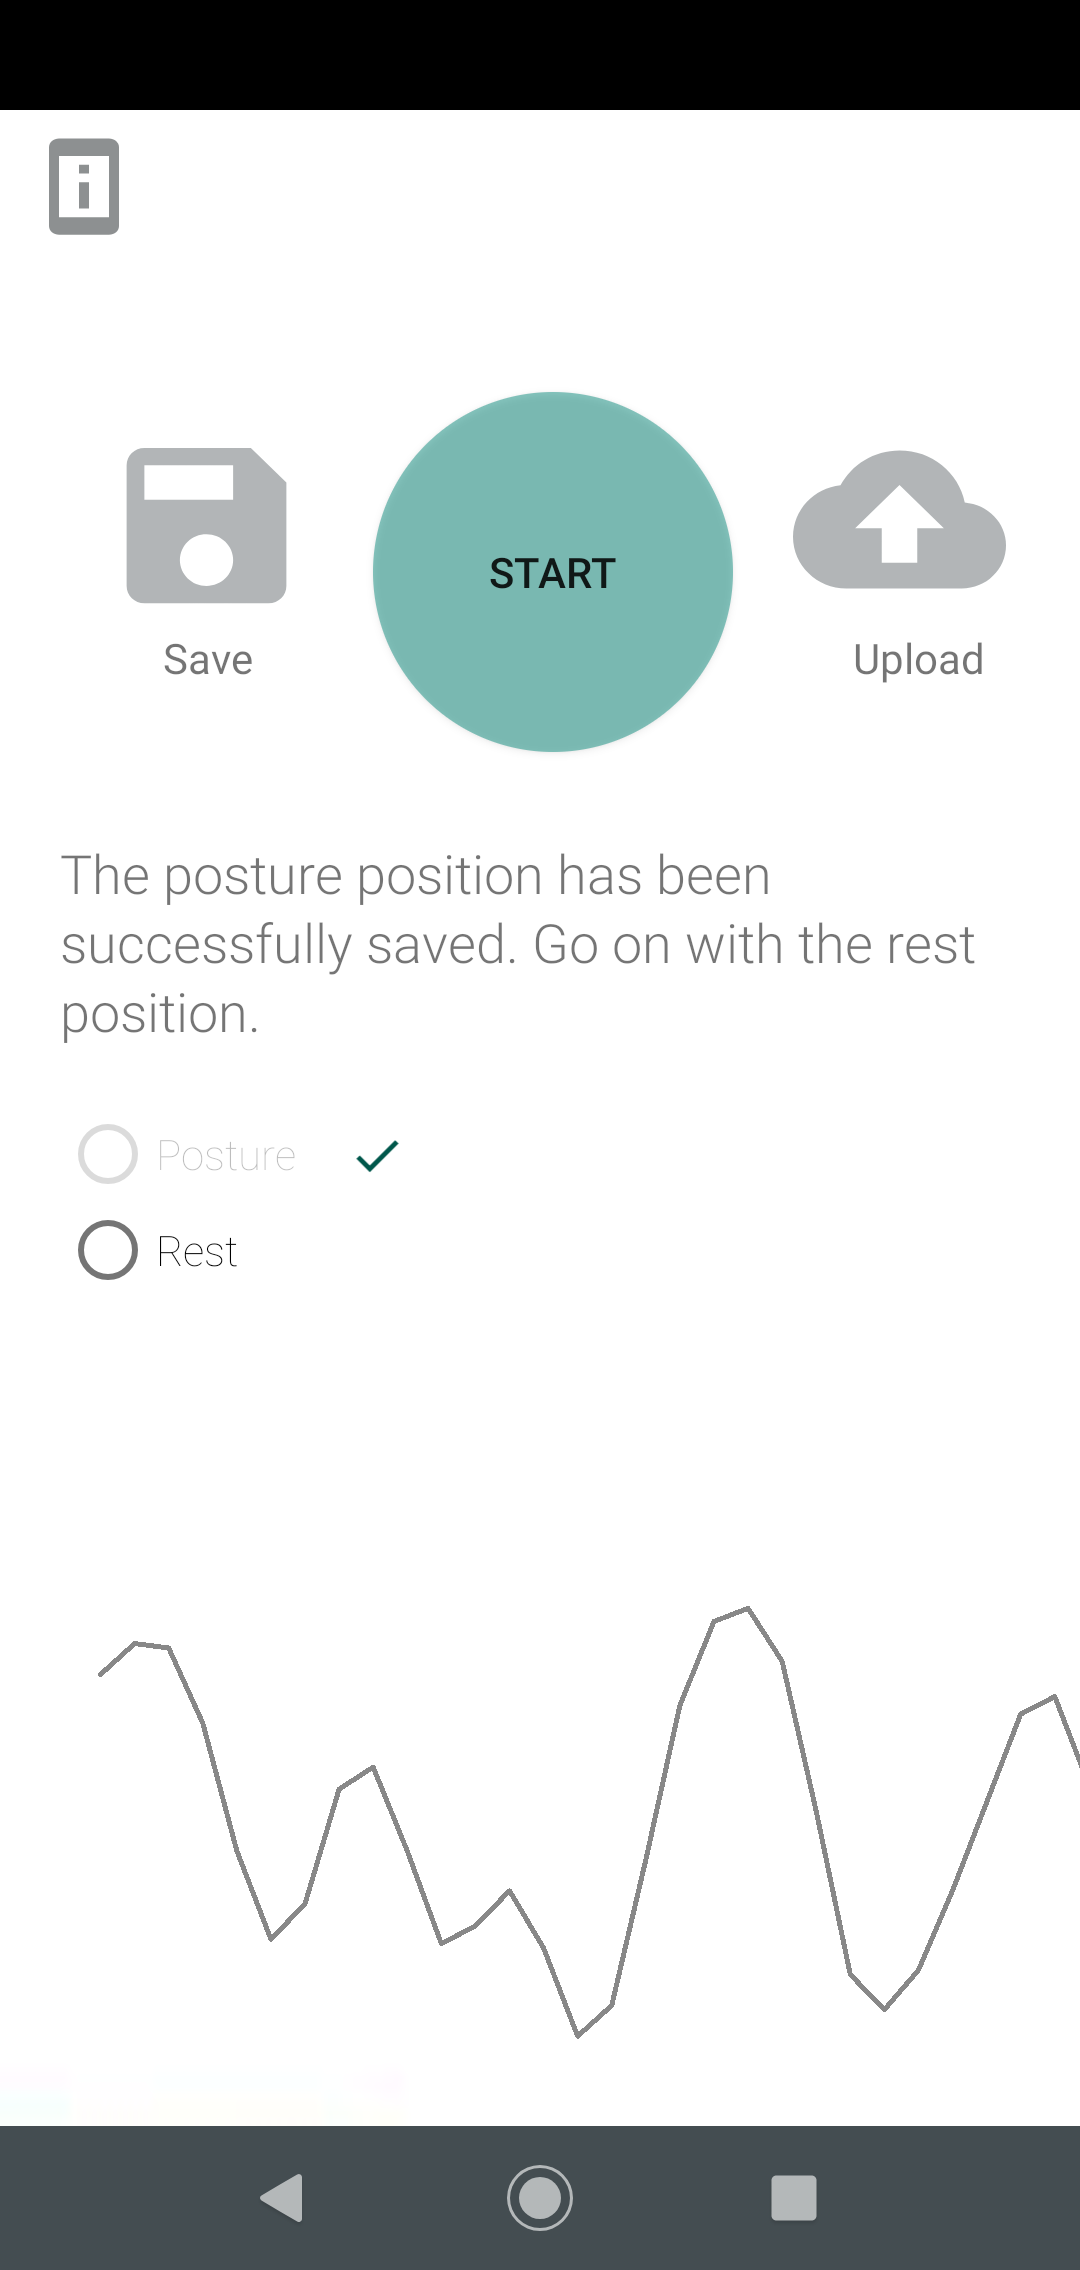 START
Save
Upload
The posture position has been
successfully saved. Go on with the rest
position.
Posture
Rest